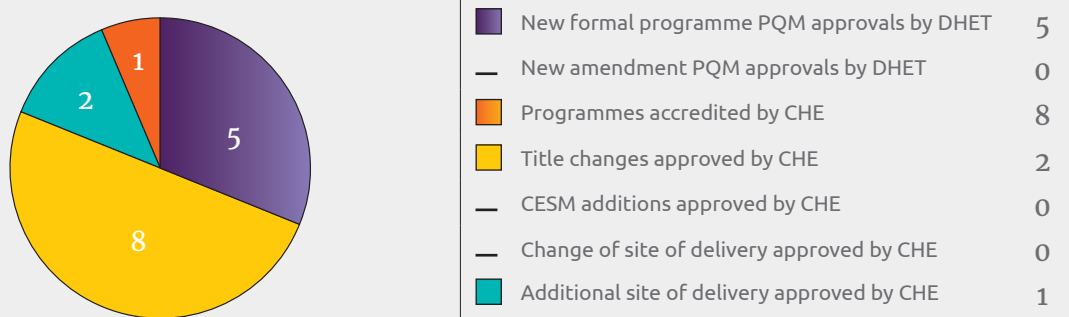 1
2
5
8
New formal programme PQM approvals by DHET 5
New amendment PQM approvals by DHET 0
Programmes accredited by CHE 8
Title changes approved by CHE 2
CESM additions approved by CHE 0
Change of site of delivery approved by CHE 0
Additional site of delivery approved by CHE 1